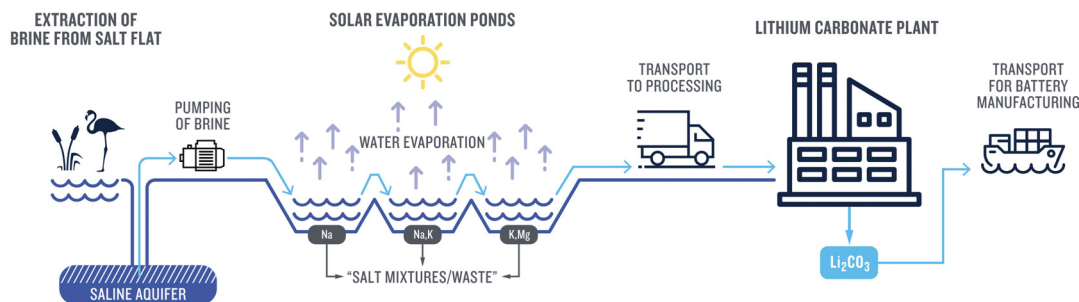 EXTRACTION OF
BRINE FROM SALT FLAT
SOLAR EVAPORATION PONDS
LITHIUM CARBONATE PLANT
PUMPING
OF BRINE
WATER EVAPORATION
TRANSPORT
TO PROCESSING
TRANSPORT
FOR BATTERY
MANUFACTURING
Na
Na,K
K,Mg
"SALT MIXTURES/WASTE"
SALINE AQUIFER
Li₂CO₃